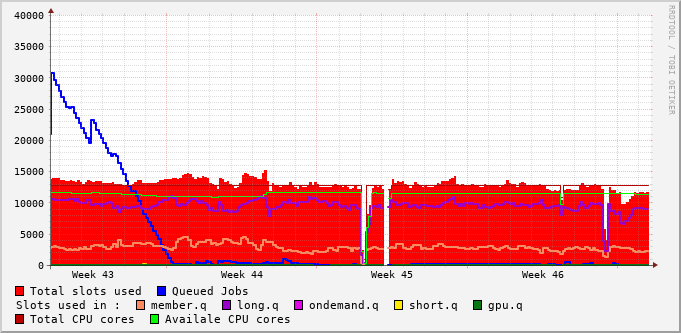 40000
35000
30000
25000
20000
15000
10000
5000
0
Week 43 Week 44 Week 45 Week 46
RRDTOOL / TOBI OETIKER
Total slots used Queued Jobs
Slots used in : member.q long.q ondemand.q short.q gpu.q
Total CPU cores Availale CPU cores